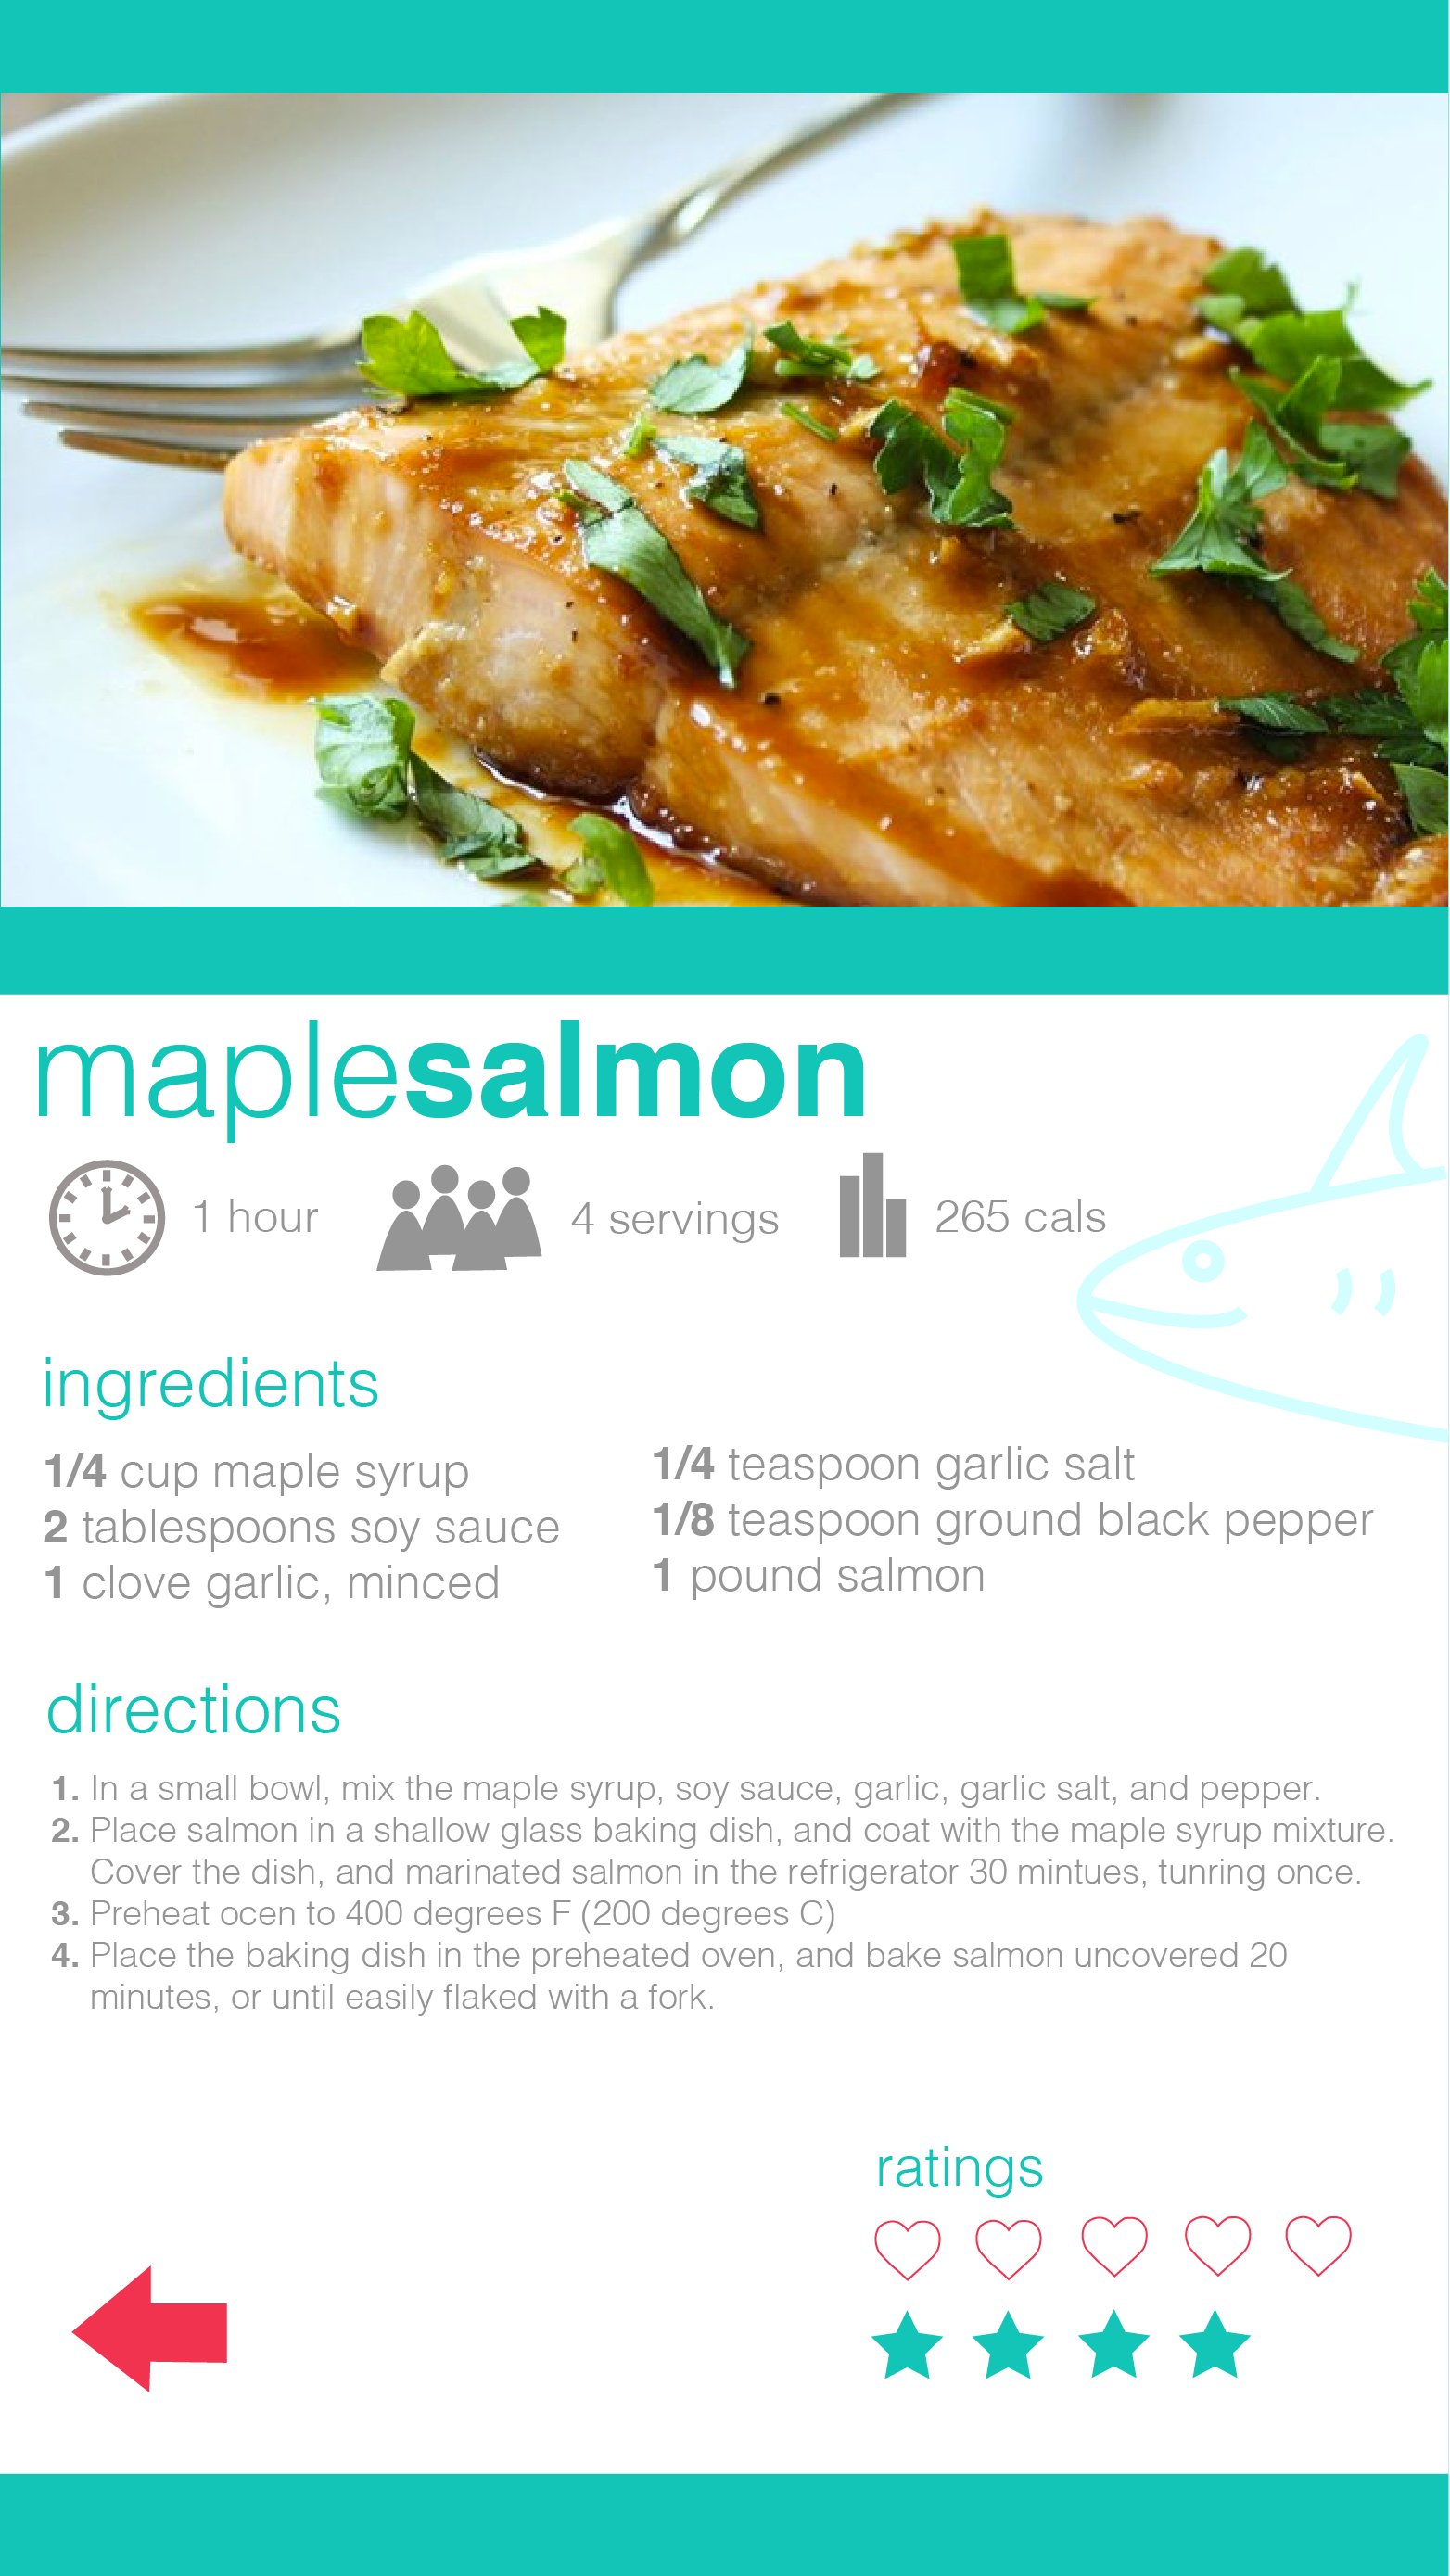 maplesalmon
1 hour
4 servings
265 cals
ingredients
1/4 cup maple syrup
2 tablespoons soy sauce
1 clove garlic, minced
1/4 teaspoon garlic salt
1/8 teaspoon ground black pepper
1 pound salmon
directions
1. In a small bowl, mix the maple syrup, soy sauce, garlic, garlic salt, and pepper.
2. Place salmon in a shallow glass baking dish, and coat with the maple syrup mixture.
Cover the dish, and marinated salmon in the refrigerator 30 mintues, tunring once.
3. Preheat ocen to 400 degrees F (200 degrees C)
4. Place the baking dish in the preheated oven, and bake salmon uncovered 20
minutes, or until easily flaked with a fork.
ratings